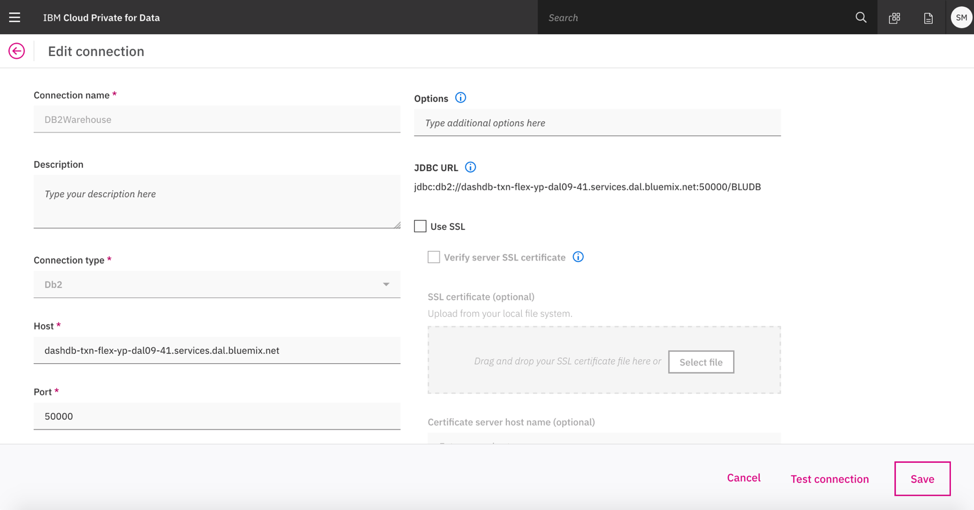 IBM Cloud Private for Data
Search
SM
Edit connection
Connection name *
DB2Warehouse
Description
Type your description here
Connection type *
Db2
Host *
dashdb-txn-flex-yp-dal09-41.services.dal.bluemix.net
Port *
50000
Options
Type additional options here
JDBC URL
jdbc:db2://dashdb-txn-flex-yp-dal09-41.services.dal.bluemix.net:50000/BLUDB
Use SSL
Verify server SSL certificate
SSL certificate (optional)
Upload from your local file system.
Drag and drop your SSL certificate file here or
Select file
Certificate server host name (optional)
Cancel
Test connection
Save